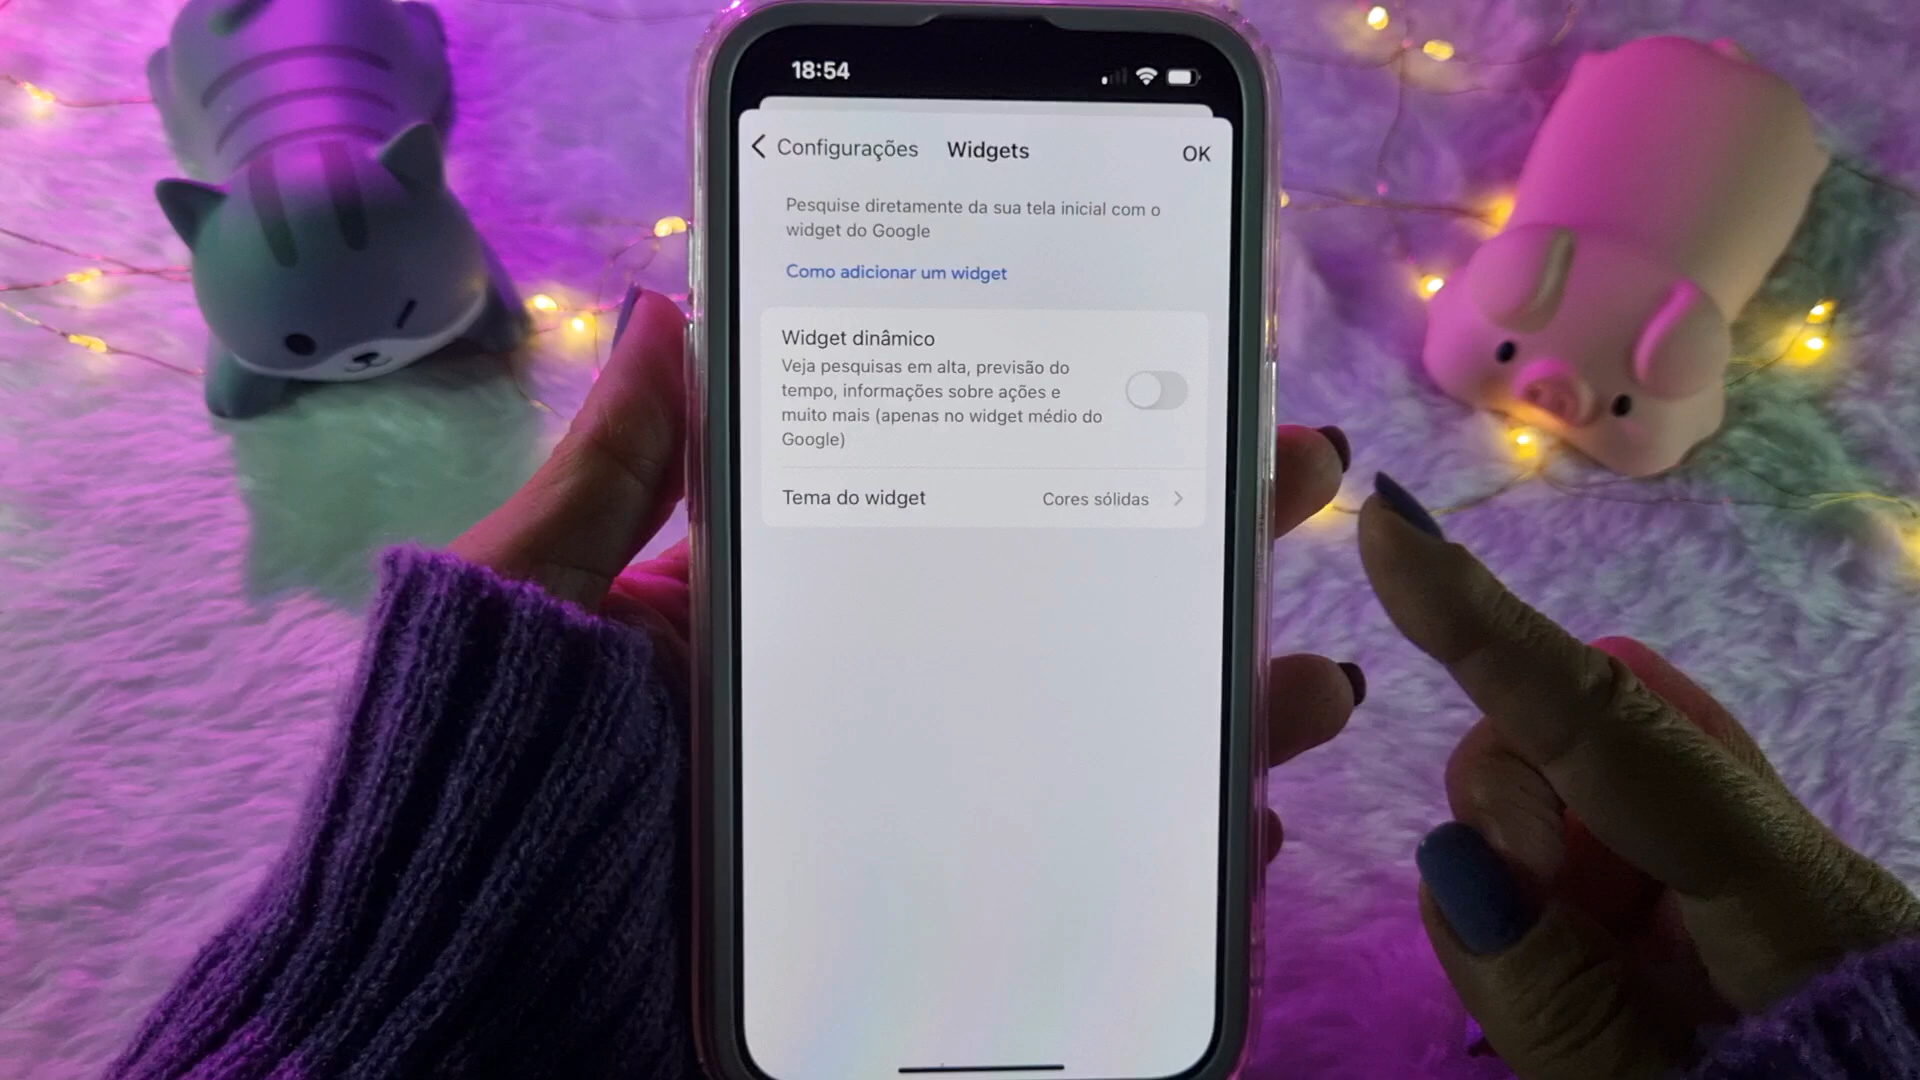 18:54
Configurações Widgets OK
Pesquise diretamente da sua tela inicial com o
widget do Google
Como adicionar um widget
Widget dinâmico
Veja pesquisas em alta, previsão do
tempo, informações sobre ações e
muito mais (apenas no widget médio do
Google)
Tema do widget Cores sólidas